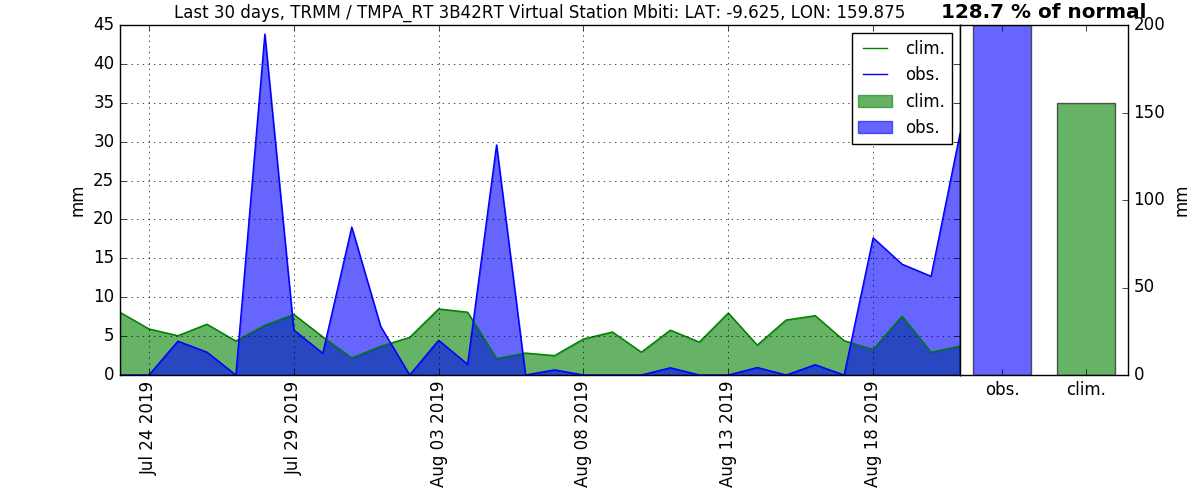 Last 30 days, TRMM / TMPA_RT 3B42RT Virtual Station Mbiti: LAT: -9.625, LON: 159.875
128.7 % of normal
45
40
35
30
25
20
15
10
5
0
mm
clim.
obs.
clim.
obs.
Jul 24 2019
Jul 29 2019
Aug 03 2019
Aug 08 2019
Aug 13 2019
Aug 18 2019
obs.
clim.
200
150
100
50
0
mm